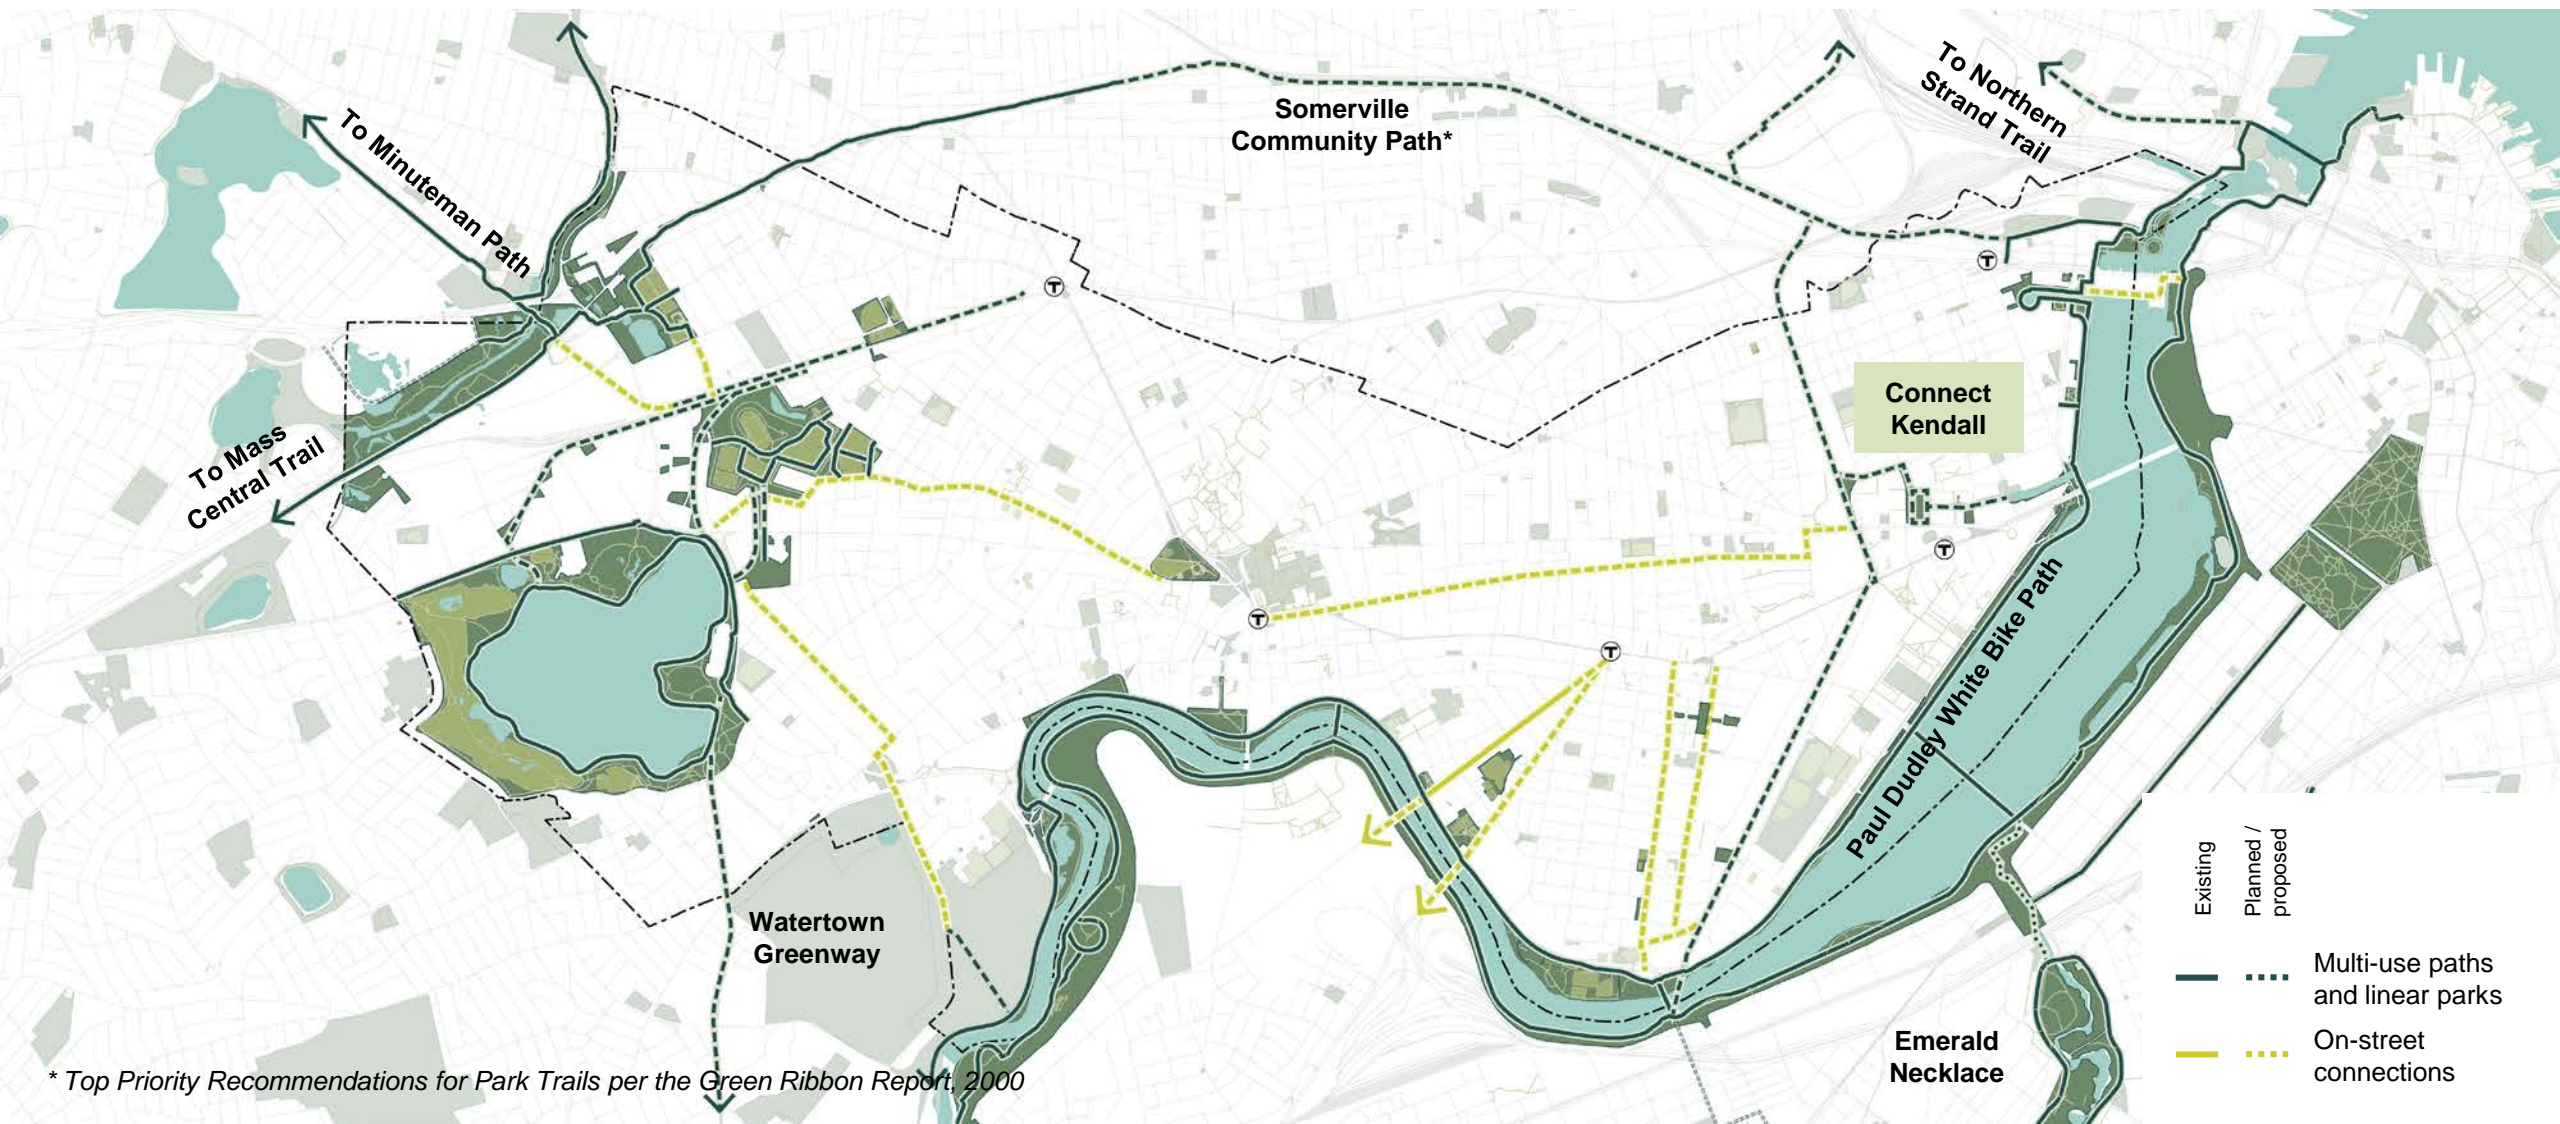 To Minuteman Path
Somerville
Community Path*
To Northern
Strand Trail
T
T
To Mass
Central Trail
Connect
Kendall
T
T
T
Paul Dudley White Bike Path
Watertown
Greenway
Emerald
Necklace
Existing
Planned /
proposed
Multi-use paths
and linear parks
On-street
connections
* Top Priority Recommendations for Park Trails per the Green Ribbon Report, 2000